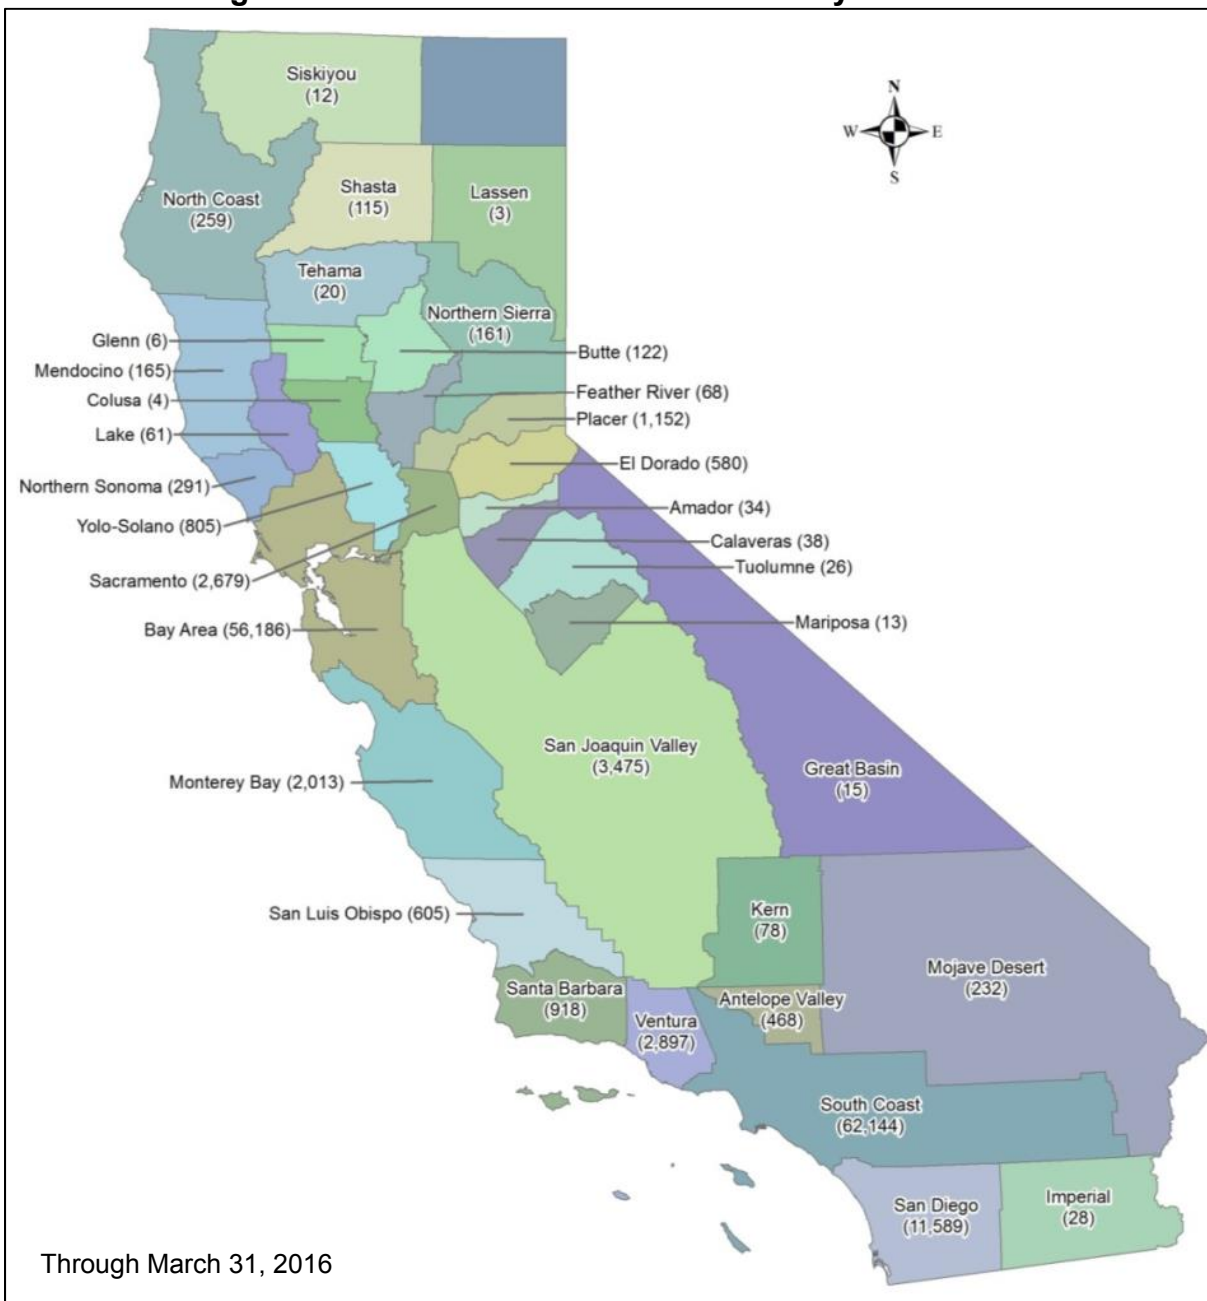 Siskiyou
(12)
N
W
E
S
North Coast
(259)
Shasta
(115)
Lassen
(3)
Tehama
(20)
Northern Sierra
(161)
Glenn (6)
Butte (122)
Mendocino (165)
Feather River (68)
Colusa (4)
Placer (1,152)
Lake (61)
El Dorado (580)
Northern Sonoma (291)
Amador (34)
Yolo-Solano (805)
Calaveras (38)
Tuolumne (26)
Sacramento (2,679)
Mariposa (13)
Bay Area (56,186)
San Joaquin Valley
(3,475)
Great Basin
(15)
Monterey Bay (2,013)
San Luis Obispo (605)
Kern
(78)
Mojave Desert
(232)
Santa Barbara
(918)
Antelope Valley
(468)
Ventura
(2,897)
South Coast
(62,144)
San Diego
(11,589)
Imperial
(28)
Through March 31, 2016